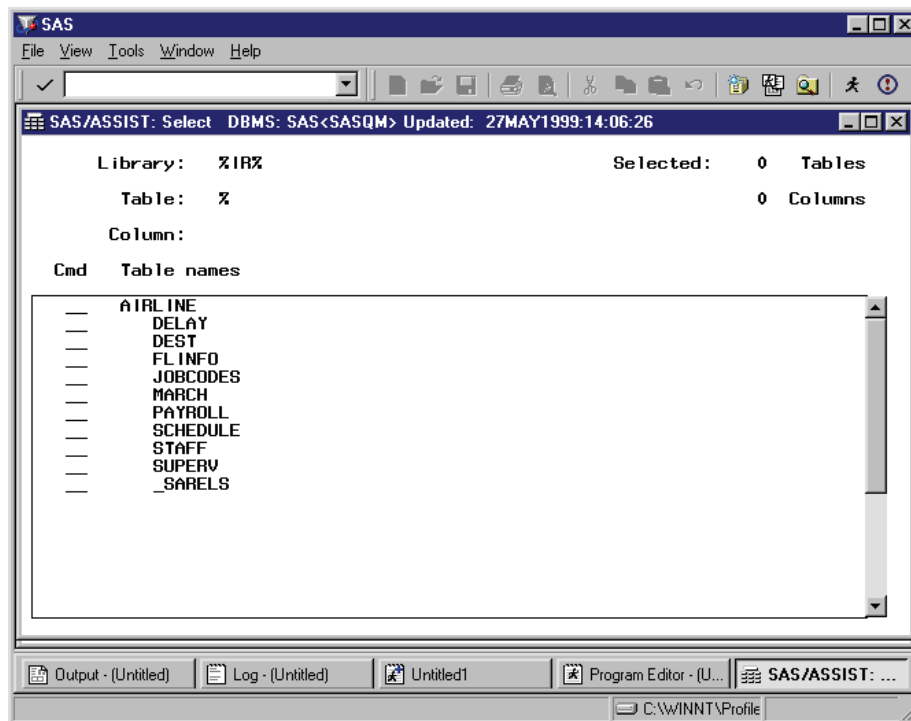 SAS
File View Tools Window Help
SAS/ASSIST: Select DBMS: SAS<SASQM> Updated: 27MAY1999:14:06:26
Library: %IR% Selected: 0 Tables
Table: % 0 Columns
Column:
Cmd Table names
AIRLINE
DELAY
DEST
FLINFO
JOBCODES
MARCH
PAYROLL
SCHEDULE
STAFF
SUPERV
_SARELS
Output - (Untitled) Log - (Untitled) Untitled1 Program Editor - (U... SAS/ASSIST: ...
C:\WINNT\Profile